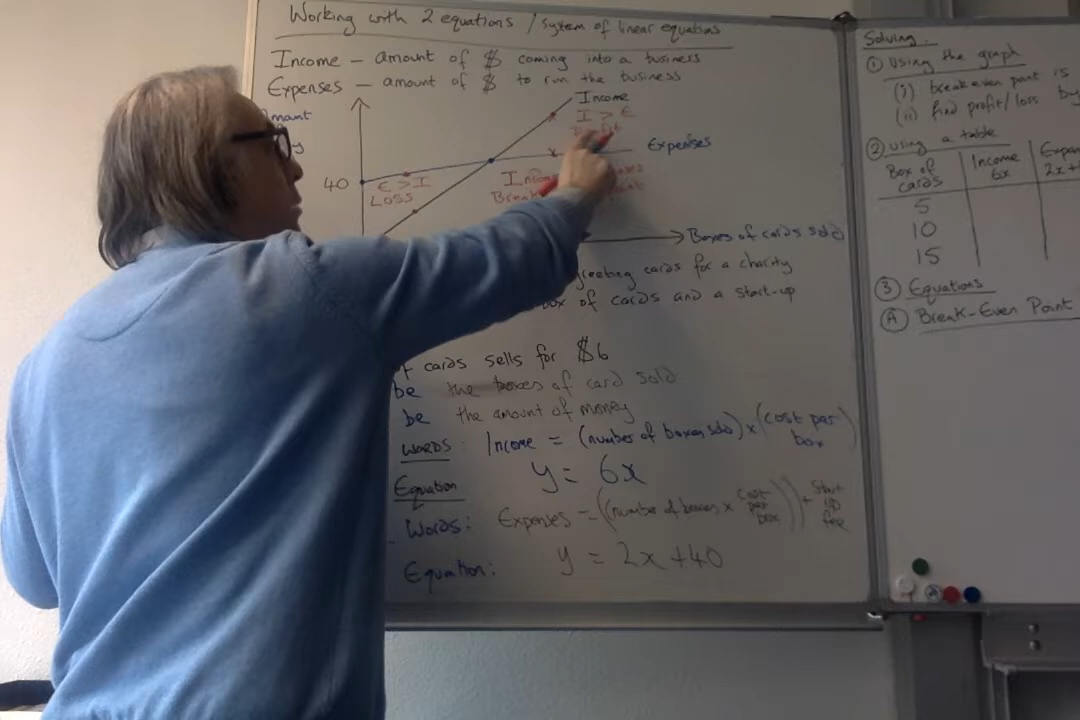 Working with 2 equations / system of linear equations
Income – amount of $ coming into a business
Expenses – amount of $ to run the business
Income
I > E
Expenses
40
E > I
LOSS
Break
Boxes of cards sold
greeting cards for a charity
box of cards and a start-up
cards sells for $6
be the boxes of card sold
be the amount of money
Words: Income = (number of boxes sold) x (cost per box)
Equation y = 6x
Words: Expenses = ((number of boxes x cost per box)) + Start up fee
Equation: y = 2x + 40
Solving
① Using the graph
(i) break even point is
(ii) find profit/loss by
② Using a table
Box of cards Income 6x
5
10
15
③ Equations
Ⓐ Break-Even Point